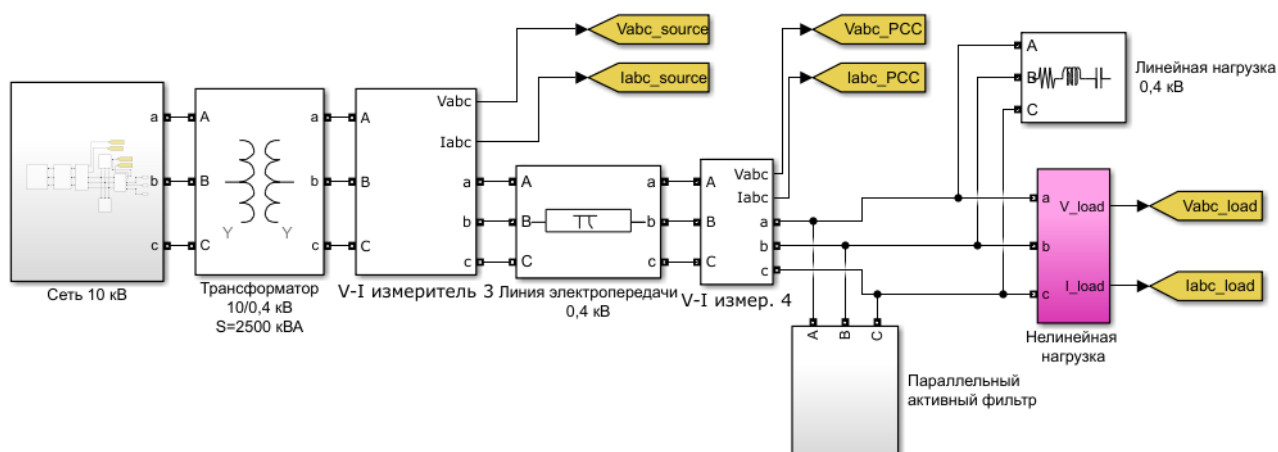 Vabc_source
Iabc_source
Vabc_PCC
Iabc_PCC
A
B
C
Линейная нагрузка
0,4 кВ
a
b
c
Сеть 10 кВ
A
B
C
Y
Y
a
b
c
Трансформатор
10/0,4 кВ
S=2500 кВА
A
B
C
Vabc
Iabc
a
b
c
V-I измеритель 3
A
B
C
a
b
c
Линия электропередачи
0,4 кВ
A
B
C
Vabc
Iabc
a
b
c
V-I измер. 4
a
b
c
V_load
I_load
Нелинейная
нагрузка
Vabc_load
Iabc_load
A
B
C
Параллельный
активный фильтр